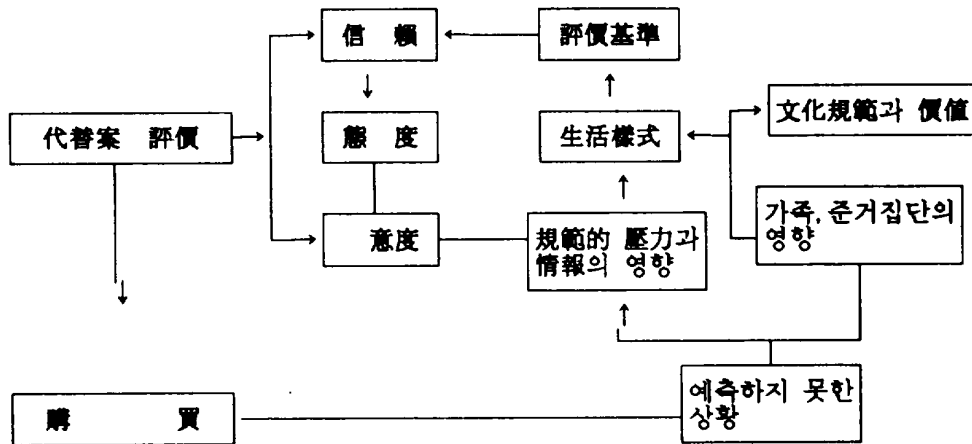 信 賴
評價基準
代替案 評價
態 度
生活樣式
文化規範과 價値
意度
規範的 壓力과
情報의 영향
가족, 준거집단의
영향
購 買
예측하지 못한
상황